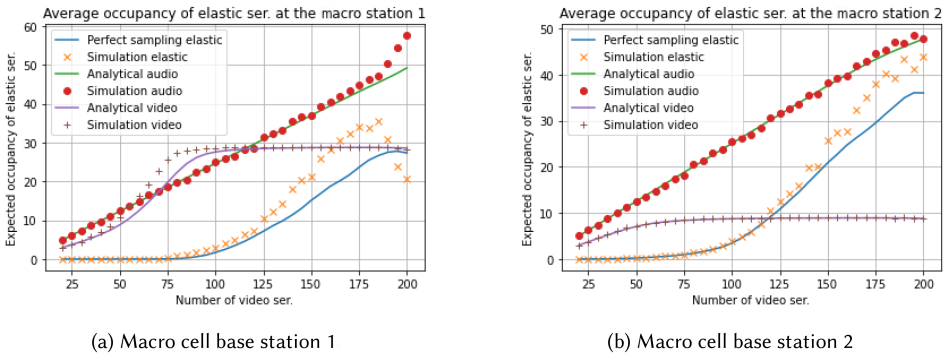 Average occupancy of elastic ser. at the macro station 1
Expected occupancy of elastic ser.
60
50
40
30
20
10
0
Perfect sampling elastic
Simulation elastic
Analytical audio
Simulation audio
Analytical video
Simulation video
25 50 75 100 125 150 175 200
Number of video ser.
(a) Macro cell base station 1
Average occupancy of elastic ser. at the macro station 2
Expected occupancy of elastic ser.
50
40
30
20
10
0
Perfect sampling elastic
Simulation elastic
Analytical audio
Simulation audio
Analytical video
Simulation video
25 50 75 100 125 150 175 200
Number of video ser.
(b) Macro cell base station 2